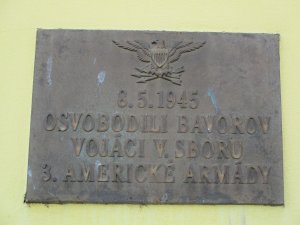 8.5.1945
OSVOBODILI BAVOROV
VOJÁCI V. SBORU
3. AMERICKÉ ARMÁDY